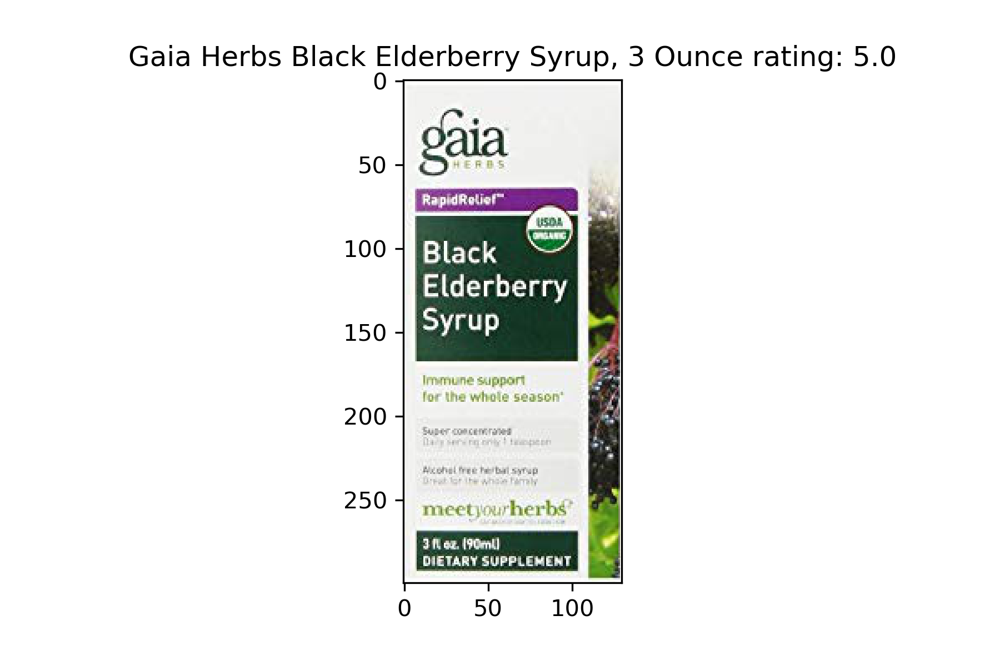 Gaia Herbs Black Elderberry Syrup, 3 Ounce rating: 5.0
0
50
100
150
200
250
gaia
HERBS
RapidRelief™
USDA
ORGANIC
Black
Elderberry
Syrup
Immune support
for the whole season*
Super concentrated
Daily serving only 1 teaspoon
Alcohol free herbal syrup
Great for the whole family
meetyourherbs
3 fl oz. (90ml)
DIETARY SUPPLEMENT
0 50 100